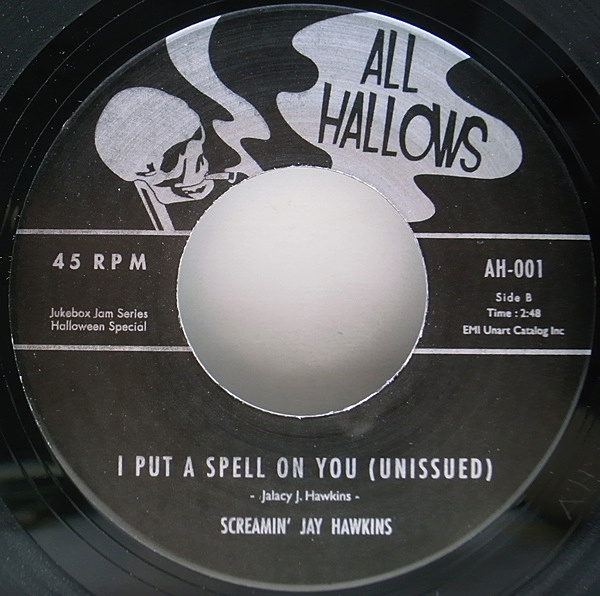 ALL
HALLOWS
45 RPM
AH-001
Jukebox Jam Series
Halloween Special
Side B
Time : 2:48
EMI Unart Catalog Inc
I PUT A SPELL ON YOU (UNISSUED)
- Jalacy J. Hawkins -
SCREAMIN' JAY HAWKINS